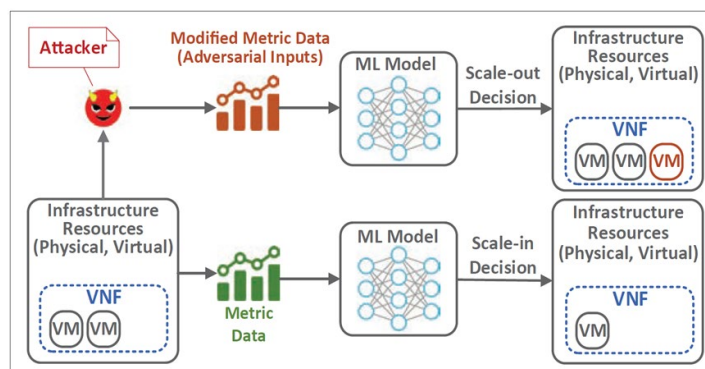 Attacker
Modified Metric Data
(Adversarial Inputs)
ML Model
Scale-out
Decision
Infrastructure
Resources
(Physical, Virtual)
VNF
VM
VM
VM
Infrastructure
Resources
(Physical, Virtual)
VNF
VM
VM
Metric
Data
ML Model
Scale-in
Decision
Infrastructure
Resources
(Physical, Virtual)
VNF
VM